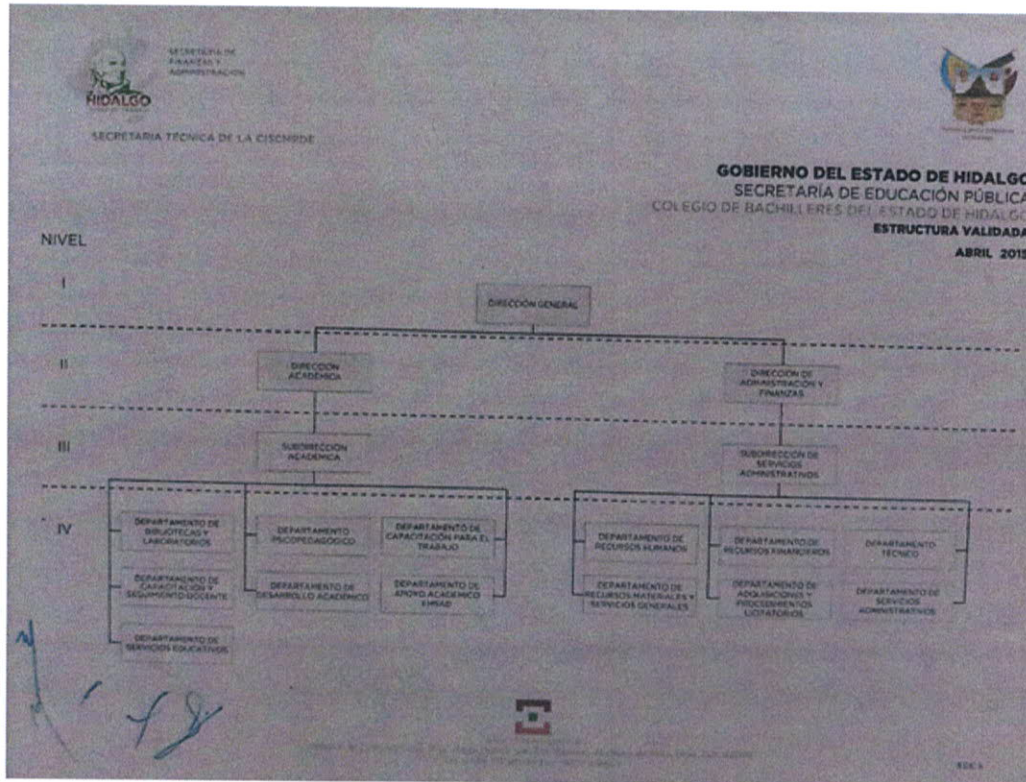 SECRETARÍA DE
FINANZAS Y
ADMINISTRACIÓN
HIDALGO
SECRETARIA TÉCNICA DE LA CISCMRDE
GOBIERNO DEL ESTADO DE HIDALGO
SECRETARÍA DE EDUCACIÓN PÚBLICA
COLEGIO DE BACHILLERES DEL ESTADO DE HIDALGO
ESTRUCTURA VALIDADA
ABRIL 2015
NIVEL
I
DIRECCIÓN GENERAL
II
DIRECCIÓN
ACADÉMICA
DIRECCIÓN DE
ADMINISTRACIÓN Y
FINANZAS
III
SUBDIRECCIÓN
ACADÉMICA
SUBDIRECCIÓN DE
SERVICIOS
ADMINISTRATIVOS
IV
DEPARTAMENTO DE
BIBLIOTECAS Y
LABORATORIOS
DEPARTAMENTO
PSICOPEDAGÓGICO
DEPARTAMENTO DE
CAPACITACIÓN PARA EL
TRABAJO
DEPARTAMENTO DE
RECURSOS HUMANOS
DEPARTAMENTO DE
RECURSOS FINANCIEROS
DEPARTAMENTO
TÉCNICO
DEPARTAMENTO DE
CAPACITACIÓN Y
SEGUIMIENTO DOCENTE
DEPARTAMENTO DE
DESARROLLO ACADÉMICO
DEPARTAMENTO DE
APOYO ACADÉMICO
EMSAD
DEPARTAMENTO DE
RECURSOS MATERIALES Y
SERVICIOS GENERALES
DEPARTAMENTO DE
ADQUISICIONES Y
PROCEDIMIENTOS
LICITATORIOS
DEPARTAMENTO DE
SERVICIOS
ADMINISTRATIVOS
DEPARTAMENTO DE
SERVICIOS EDUCATIVOS